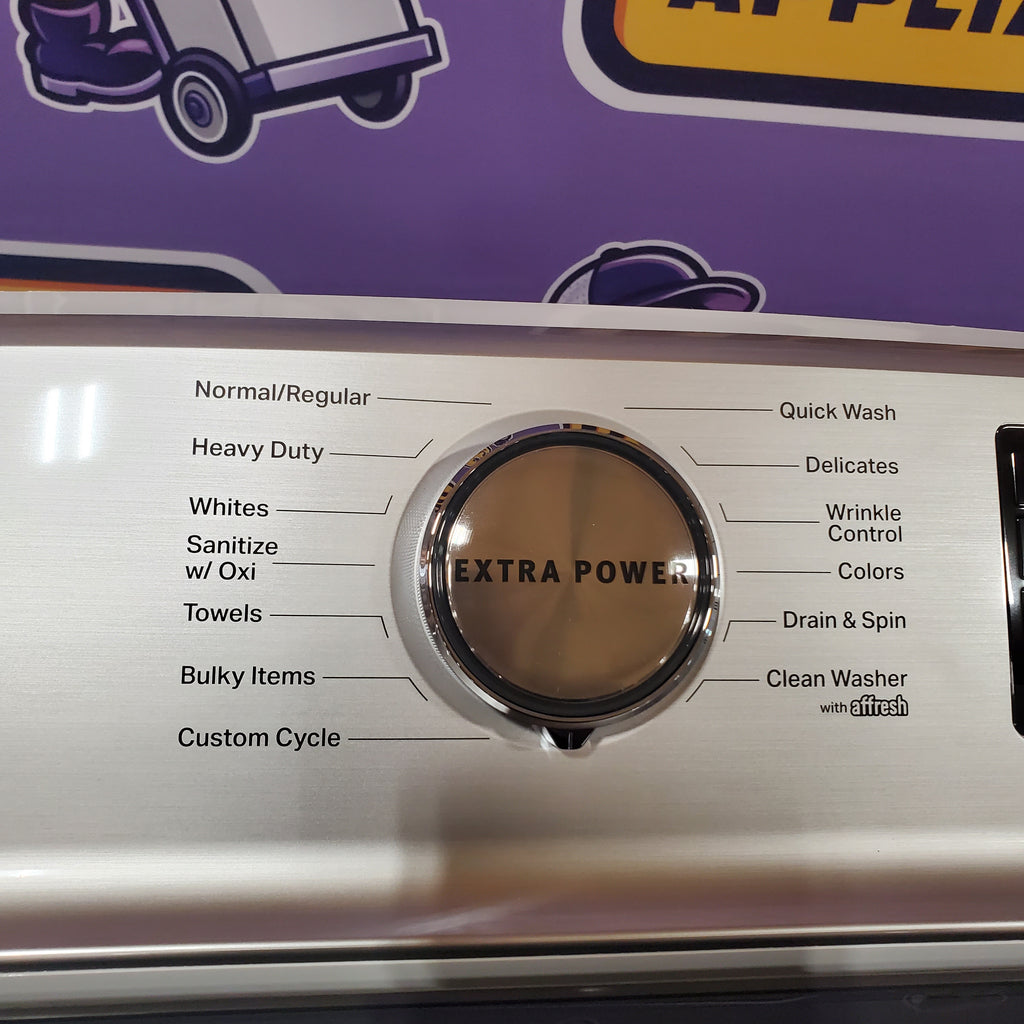 Normal/Regular
Heavy Duty
Whites
Sanitize
w/ Oxi
Towels
Bulky Items
Custom Cycle
EXTRA POWER
Quick Wash
Delicates
Wrinkle
Control
Colors
Drain & Spin
Clean Washer
with affresh